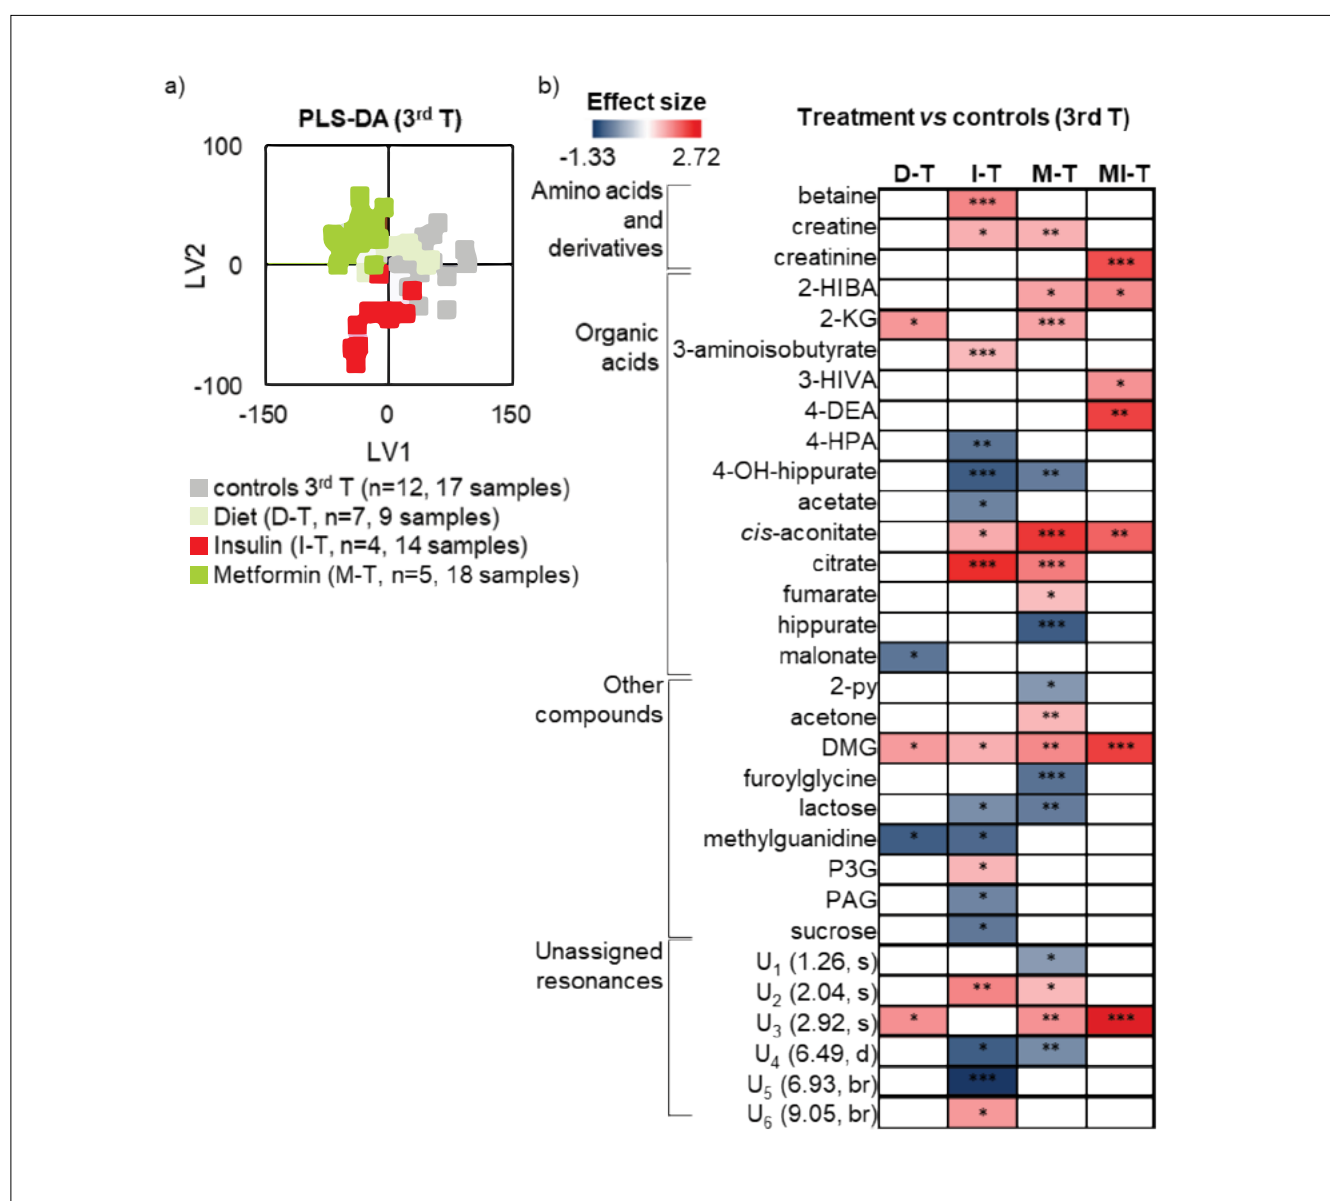 a)
PLS-DA (3rd T)
100
0
-100
LV2
-150 0 150
LV1
controls 3rd T (n=12, 17 samples)
Diet (D-T, n=7, 9 samples)
Insulin (I-T, n=4, 14 samples)
Metformin (M-T, n=5, 18 samples)
b)
Effect size
-1.33 2.72
Treatment vs controls (3rd T)
D-T I-T M-T MI-T
Amino acids
and
derivatives
betaine ***
creatine * **
creatinine ***
Organic
acids
2-HIBA * *
2-KG * ***
3-aminoisobutyrate ***
3-HIVA *
4-DEA **
4-HPA **
4-OH-hippurate *** **
acetate *
cis-aconitate * *** **
citrate *** ***
fumarate *
hippurate ***
malonate *
Other
compounds
2-py *
acetone **
DMG * * ** ***
furoylglycine ***
lactose * **
methylguanidine * *
P3G *
PAG *
sucrose *
Unassigned
resonances
U1 (1.26, s) *
U2 (2.04, s) ** *
U3 (2.92, s) * ** ***
U4 (6.49, d) * **
U5 (6.93, br) ***
U6 (9.05, br) *